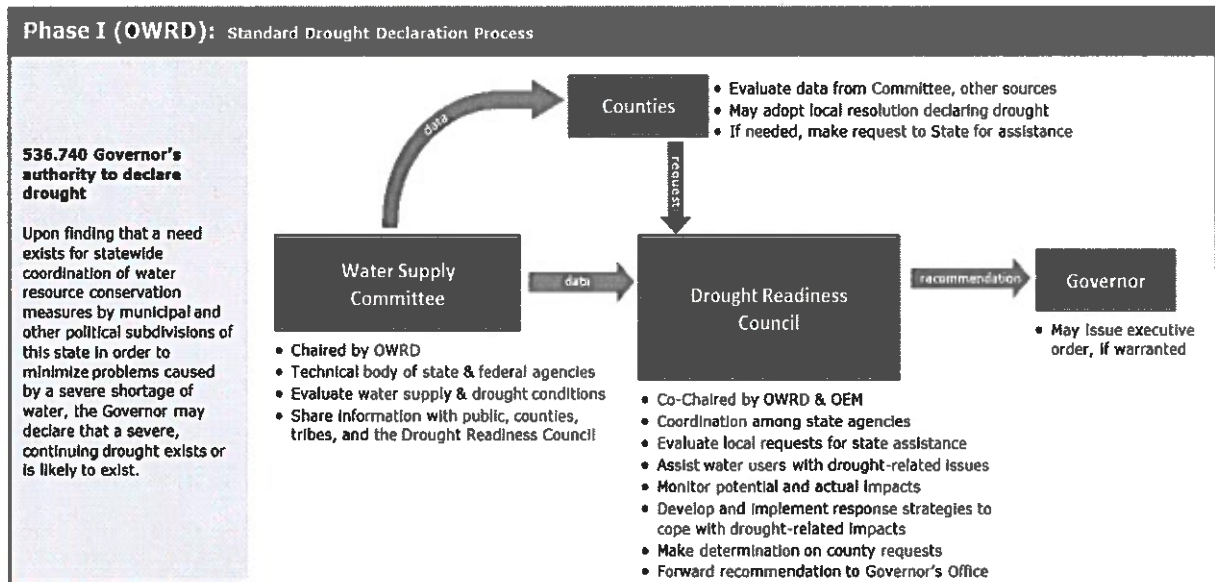 Phase I (OWRD): Standard Drought Declaration Process
536.740 Governor's
authority to declare
drought
Upon finding that a need
exists for statewide
coordination of water
resource conservation
measures by municipal and
other political subdivisions of
this state in order to
minimize problems caused
by a severe shortage of
water, the Governor may
declare that a severe,
continuing drought exists or
is likely to exist.
data
Counties
• Evaluate data from Committee, other sources
• May adopt local resolution declaring drought
• If needed, make request to State for assistance
request
Water Supply
Committee
• Chaired by OWRD
• Technical body of state & federal agencies
• Evaluate water supply & drought conditions
• Share information with public, counties,
tribes, and the Drought Readiness Council
data
Drought Readiness
Council
• Co-Chaired by OWRD & OEM
• Coordination among state agencies
• Evaluate local requests for state assistance
• Assist water users with drought-related issues
• Monitor potential and actual impacts
• Develop and implement response strategies to
cope with drought-related impacts
• Make determination on county requests
• Forward recommendation to Governor's Office
recommendation
Governor
• May issue executive
order, if warranted